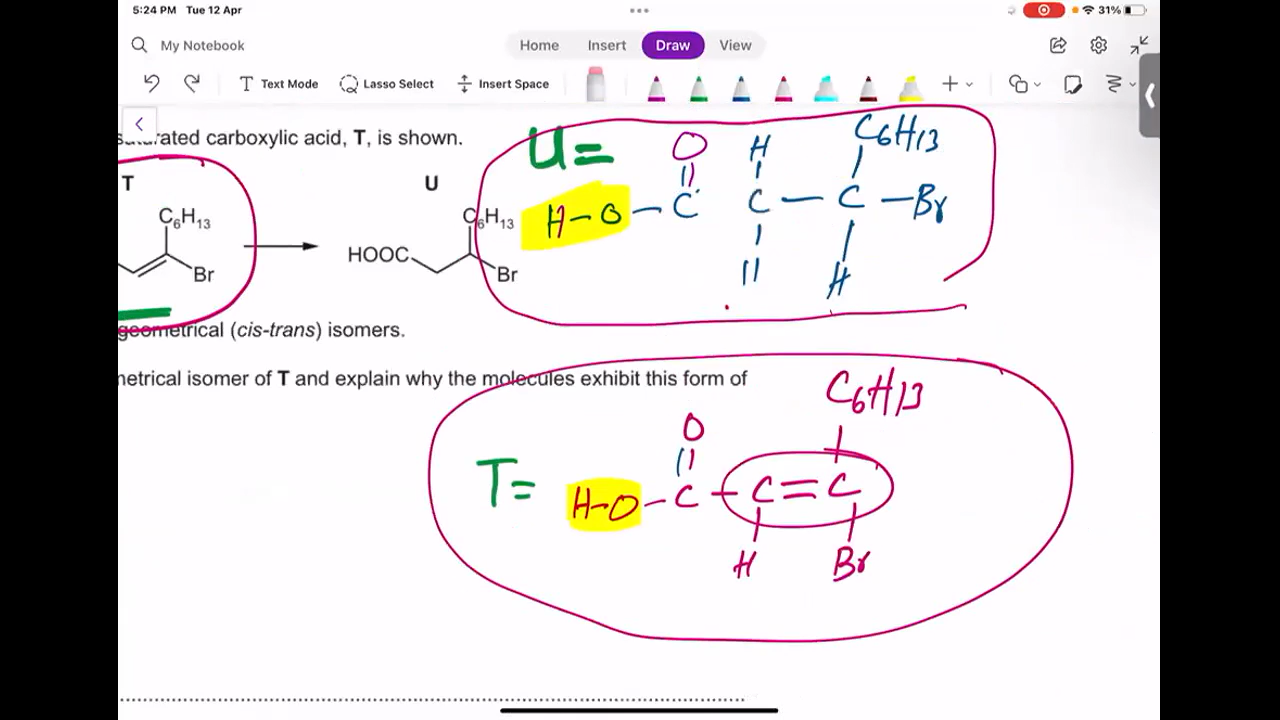 5:24 PM Tue 12 Apr
31%
My Notebook
Home Insert Draw View
Text Mode Lasso Select Insert Space
saturated carboxylic acid, T, is shown.
T U
C6H13
Br
HOOC
C6H13
Br
U=
O H C6H13
H-O-C C-C-Br
H H
geometrical (cis-trans) isomers.
metrical isomer of T and explain why the molecules exhibit this form of
C6H13
O
T= H-O-C-C=C
H Br